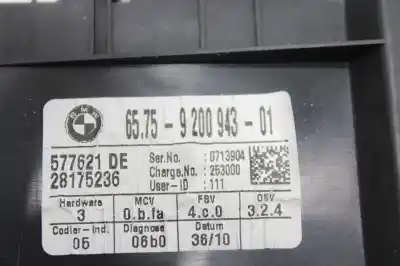 BMW
65.75 - 9 200 943 - 01
577621 DE
28175236
Ser.No. : 0713904
Charge.No. : 253000
User-ID : 111
Hardware MCV FSV OSV
3 0.b.fa 4.c.0 3.2.4
Codier-Ind. Diagnose Datum
05 06b0 36/10